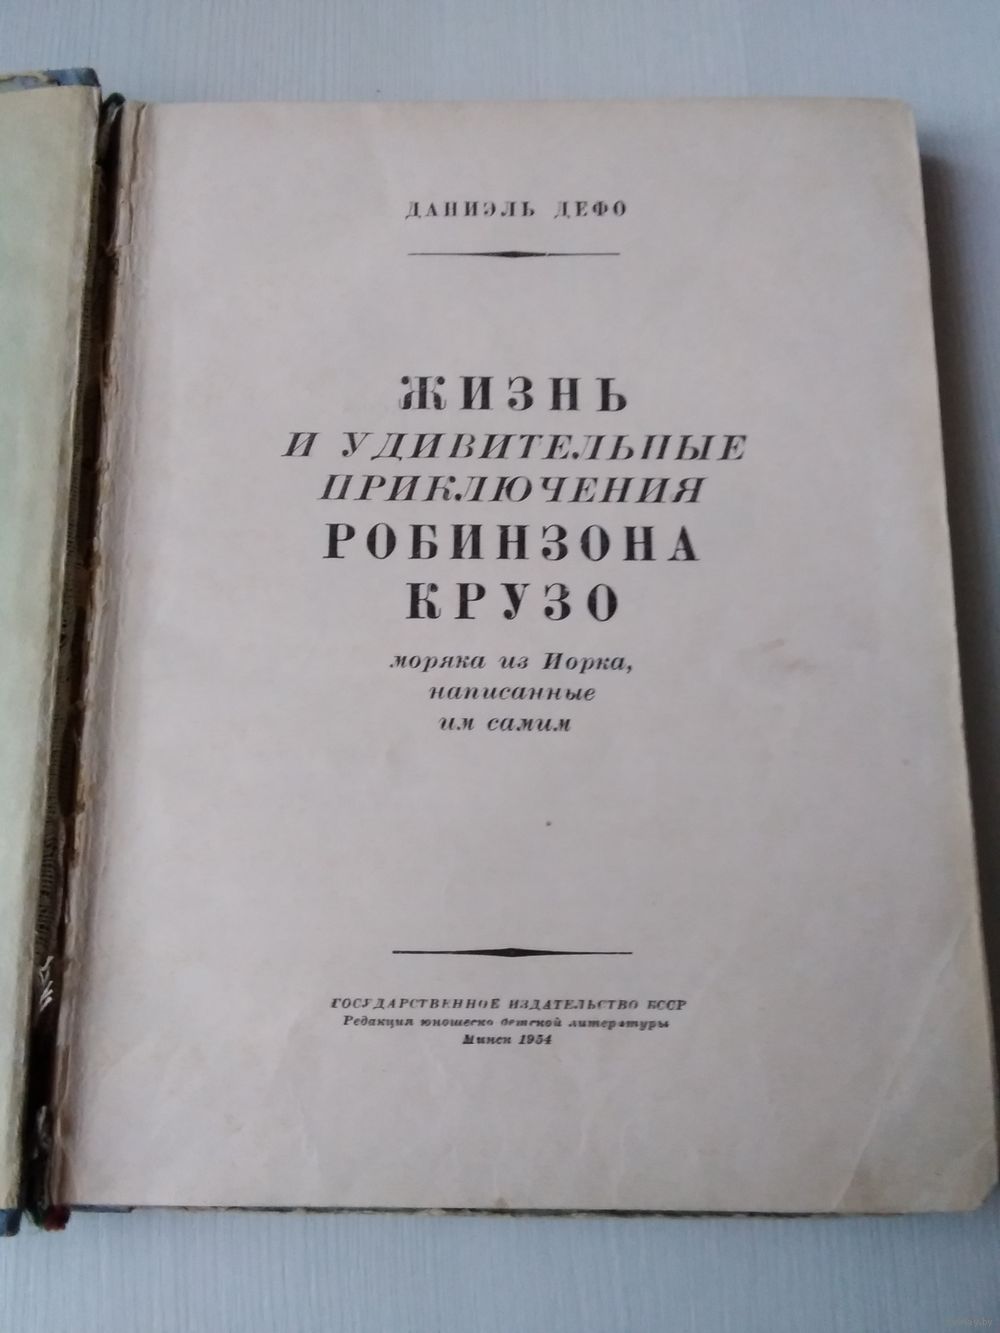 ДАНИЭЛЬ ДЕФО
ЖИЗНЬ
И УДИВИТЕЛЬНЫЕ
ПРИКЛЮЧЕНИЯ
РОБИНЗОНА
КРУЗО
моряка из Иорка,
написанные
им самим
ГОСУДАРСТВЕННОЕ ИЗДАТЕЛЬСТВО БССР
Редакция юношеско детской литературы
Минск 1954